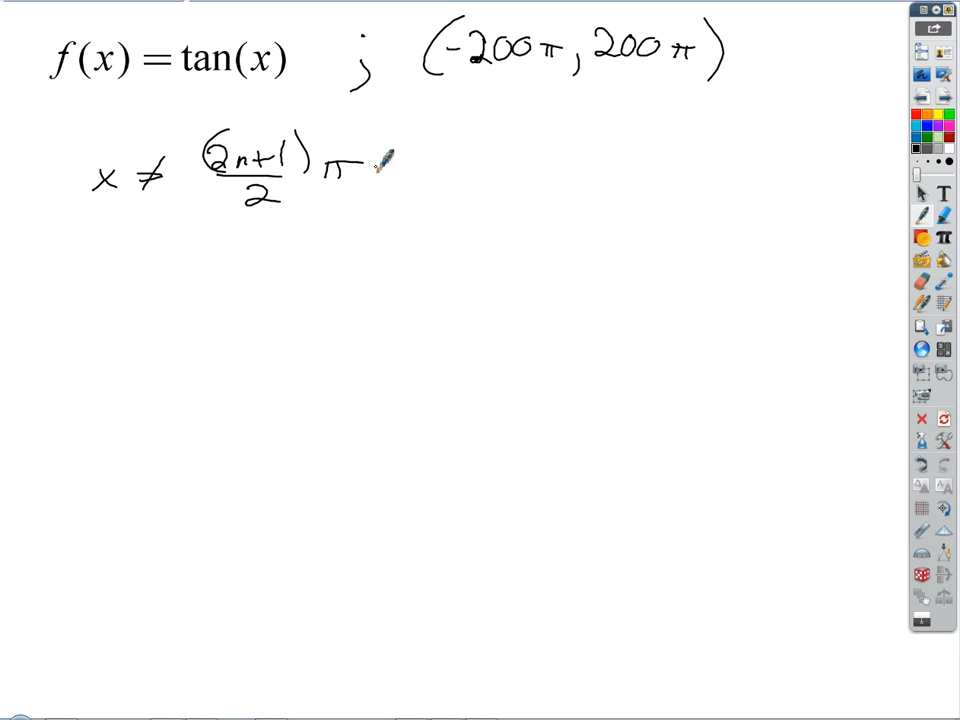 f(x) = tan(x) ; (-200π, 200π)
x ≠ (2n+1)/2 π